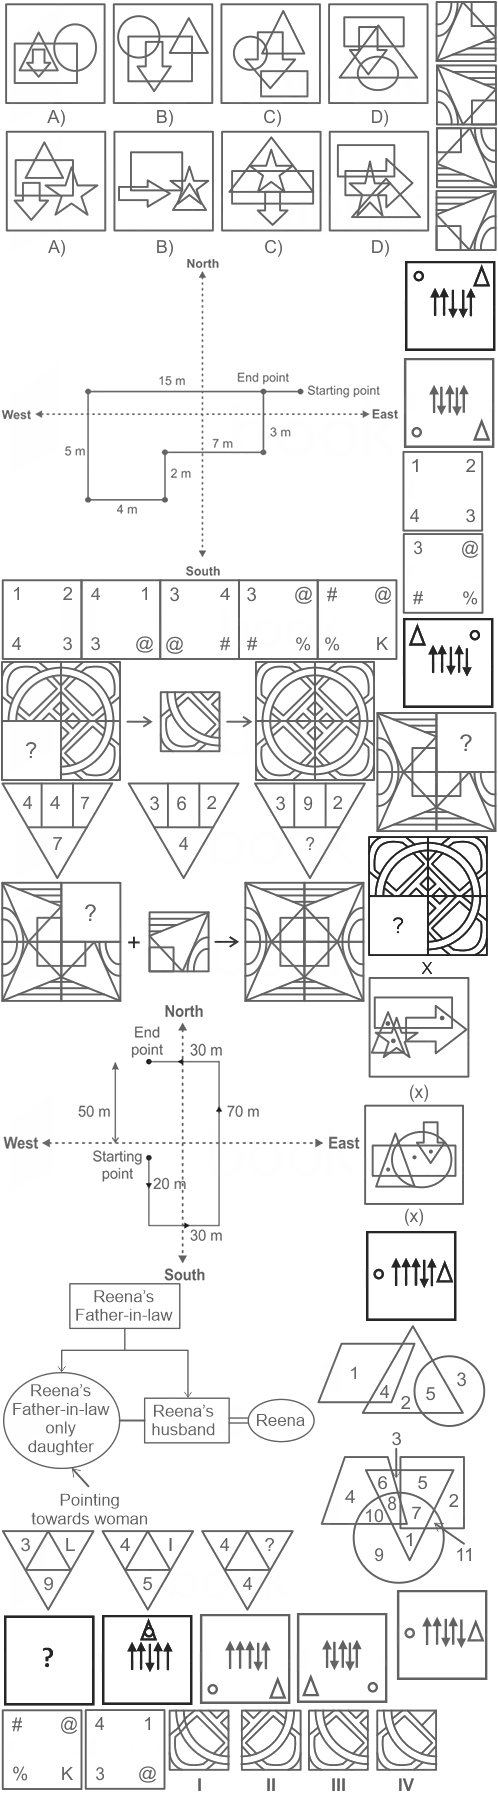 A) B) C) D)
A) B) C) D)
North
15 m End point
Starting point
West East
5 m 7 m 3 m
2 m
4 m
South
1 2
4 3
3 @
# %
1 2 4 1 3 4 3 @ # @
4 3 3 @ @ # # % % K
?
?
4 4 7 3 6 2 3 9 2
7 4 ?
? + ?
X
(x)
(x)
North
End
point
30 m
50 m 70 m
West East
Starting
point
20 m
30 m
South
Reena's
Father-in-law
Reena's
Father-in-law
only
daughter
Reena's
husband
Reena
Pointing
towards woman
1 4 2 5 3
3
4 6 8 5 2
10 7
9 1 11
3 L 4 I 4 ?
9 5 4
?
# @ 4 1
% K 3 @
I II III IV